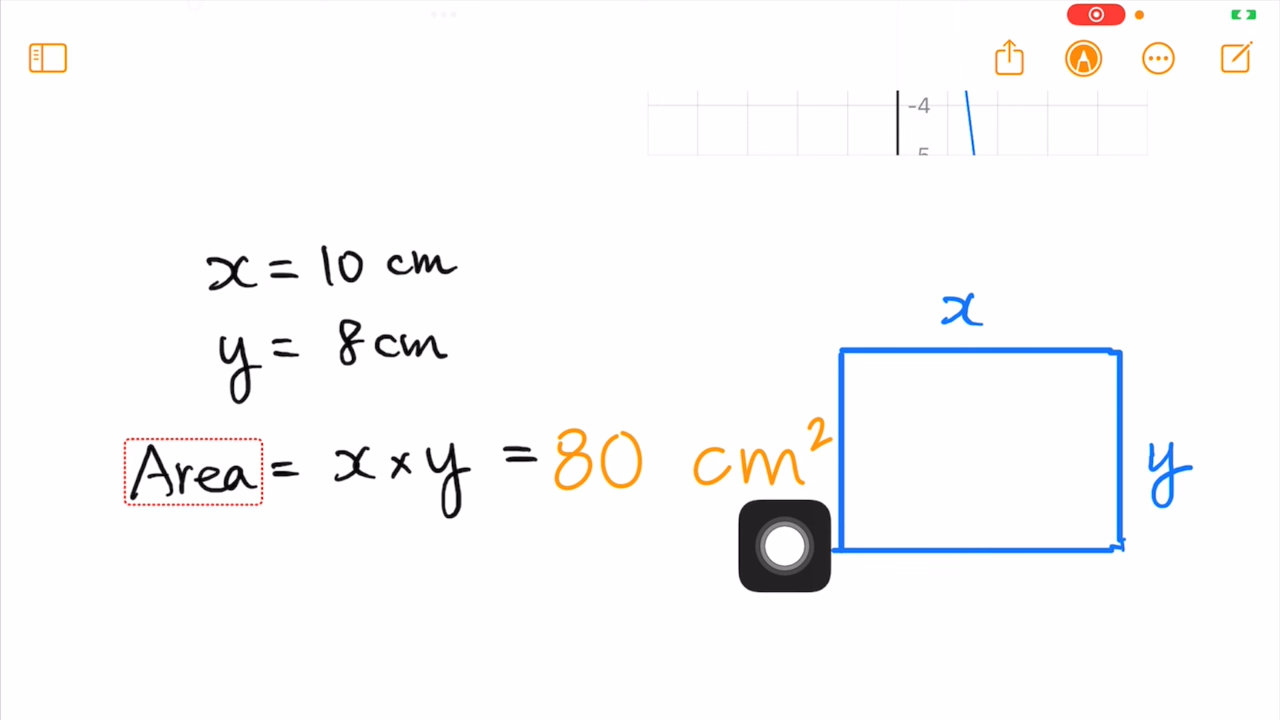 -4
x = 10 cm
y = 8 cm
x
Area = x × y = 80 cm²
y